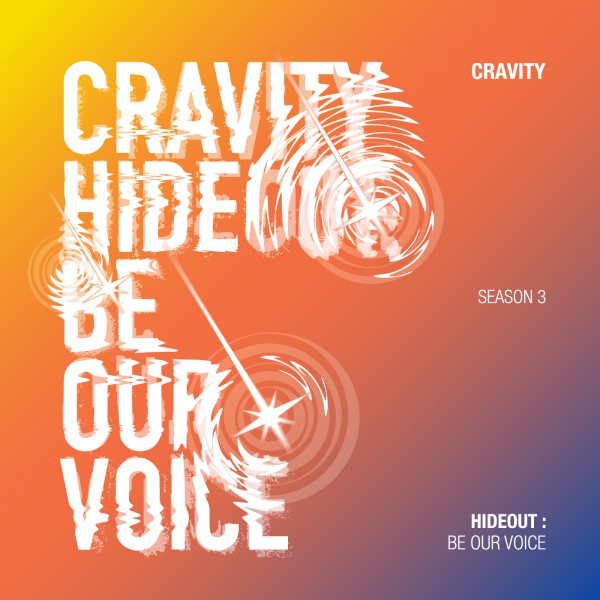 CRAVITY
HIDEOUT
BE
OUR
VOICE
CRAVITY
SEASON 3
HIDEOUT :
BE OUR VOICE